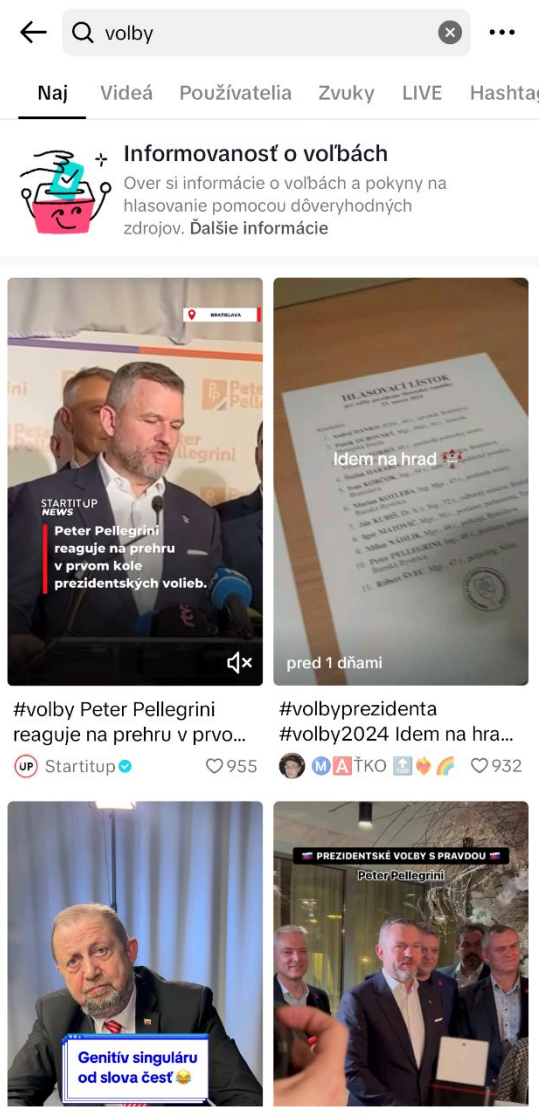 volby
Naj Videá Používatelia Zvuky LIVE Hashtag
Informovanosť o voľbách
Over si informácie o voľbách a pokyny na
hlasovanie pomocou dôveryhodných
zdrojov. Ďalšie informácie
BRATISLAVA
STARTITUP
NEWS
Peter Pellegrini
reaguje na prehru
v prvom kole
prezidentských volieb.
#volby Peter Pellegrini
reaguje na prehru v prvo...
UP Startitup 955
HLASOVACÍ LÍSTOK
Idem na hrad
pred 1 dňami
#volbyprezidenta
#volby2024 Idem na hra...
MAŤKO TOP 932
Genitív singuláru
od slova česť
PREZIDENTSKÉ VOĽBY S PRAVDOU
Peter Pellegrini